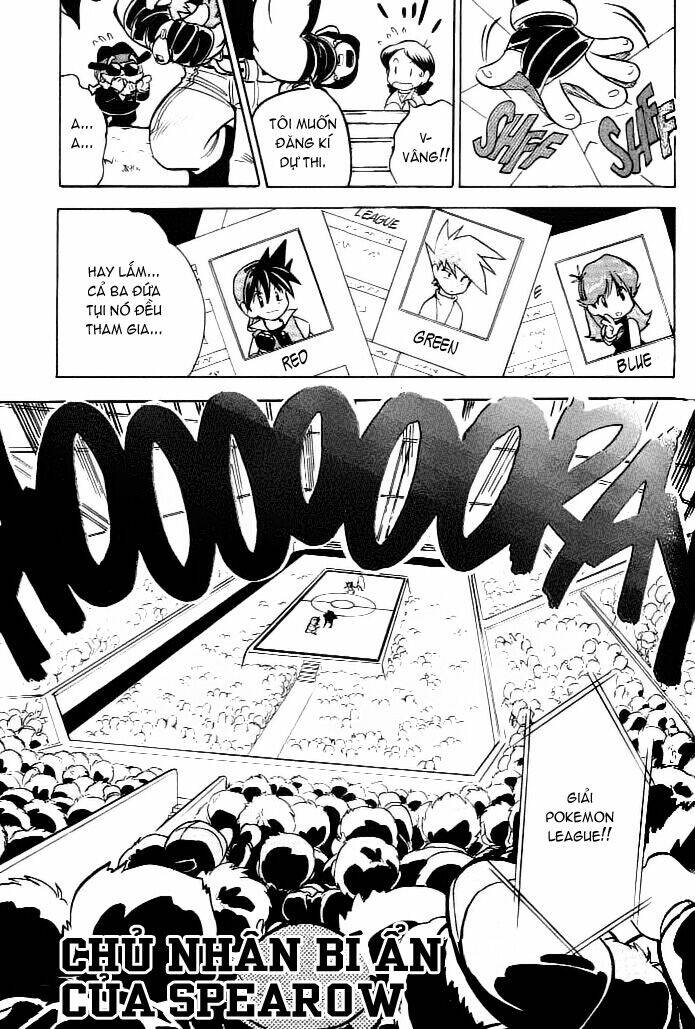 A...
A...
TÔI MUỐN
ĐĂNG KÍ
DỰ THI.
V-
VÂNG!!
SHFF
SHFF
HAY LẮM...
CẢ BA ĐỨA
TỤI NÓ ĐỀU
THAM GIA...
LEAGUE
RED
GREEN
BLUE
HOOOOOORAY
GIẢI
POKEMON
LEAGUE!!
CHỦ NHÂN BÍ ẨN
CỦA SPEAROW